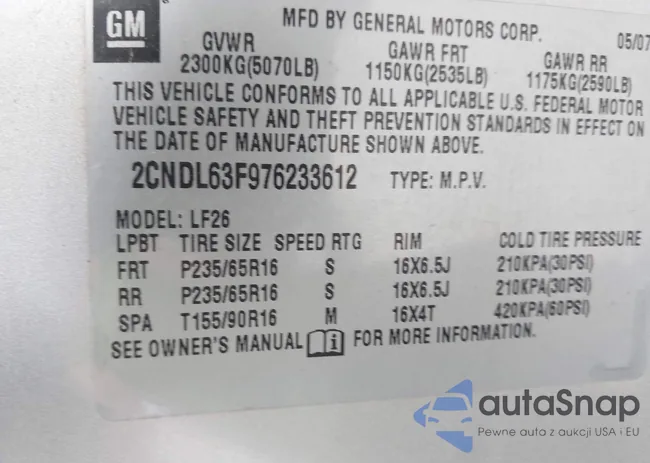 GM
MFD BY GENERAL MOTORS CORP.
05/07
GVWR GAWR FRT GAWR RR
2300KG(5070LB) 1150KG(2535LB) 1175KG(2590LB)
THIS VEHICLE CONFORMS TO ALL APPLICABLE U.S. FEDERAL MOTOR
VEHICLE SAFETY AND THEFT PREVENTION STANDARDS IN EFFECT ON
THE DATE OF MANUFACTURE SHOWN ABOVE.
2CNDL63F976233612 TYPE: M.P.V.
MODEL: LF26
LPBT TIRE SIZE SPEED RTG RIM COLD TIRE PRESSURE
FRT P235/65R16 S 16X6.5J 210KPA(30PSI)
RR P235/65R16 S 16X6.5J 210KPA(30PSI)
SPA T155/90R16 M 16X4T 420KPA(60PSI)
SEE OWNER'S MANUAL i FOR MORE INFORMATION.
autaSnap
Pewne auta z aukcji USA i EU